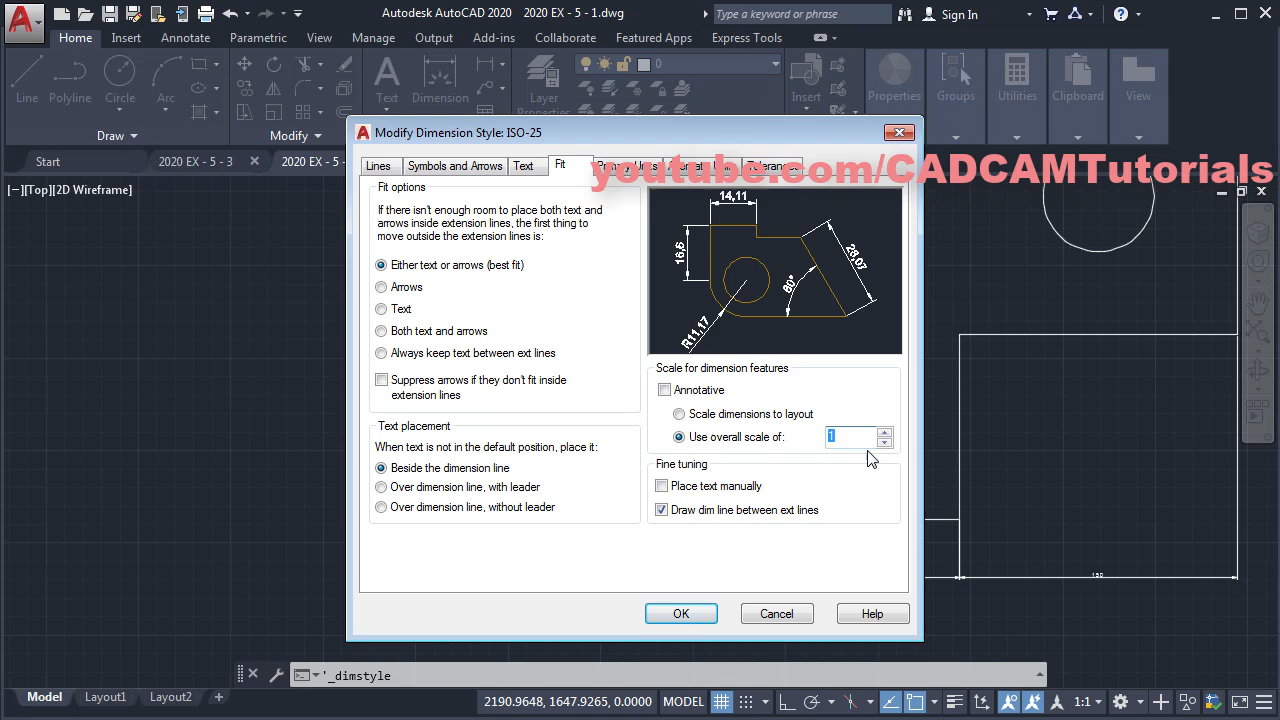 Autodesk AutoCAD 2020 2020 EX - 5 - 1.dwg
Type a keyword or phrase
Sign In
Home Insert Annotate Parametric View Manage Output Add-ins Collaborate Featured Apps Express Tools
0
Line Polyline Circle Arc Text Dimension Layer Insert Properties Groups Utilities Clipboard View
Properties
Draw Modify
Start 2020 EX - 5 - 3 2020 EX - 5
[−][Top][2D Wireframe]
youtube.com/CADCAMTutorials
Modify Dimension Style: ISO-25
Lines Symbols and Arrows Text Fit
Fit options
If there isn't enough room to place both text and
arrows inside extension lines, the first thing to
move outside the extension lines is:
Either text or arrows (best fit)
Arrows
Text
Both text and arrows
Always keep text between ext lines
Suppress arrows if they don't fit inside
extension lines
Text placement
When text is not in the default position, place it:
Beside the dimension line
Over dimension line, with leader
Over dimension line, without leader
14,11
16,6
28,07
60°
R11,17
Scale for dimension features
Annotative
Scale dimensions to layout
Use overall scale of: 1
Fine tuning
Place text manually
Draw dim line between ext lines
OK Cancel Help
150
'_dimstyle
Model Layout1 Layout2 +
2190.9648, 1647.9265, 0.0000 MODEL 1:1